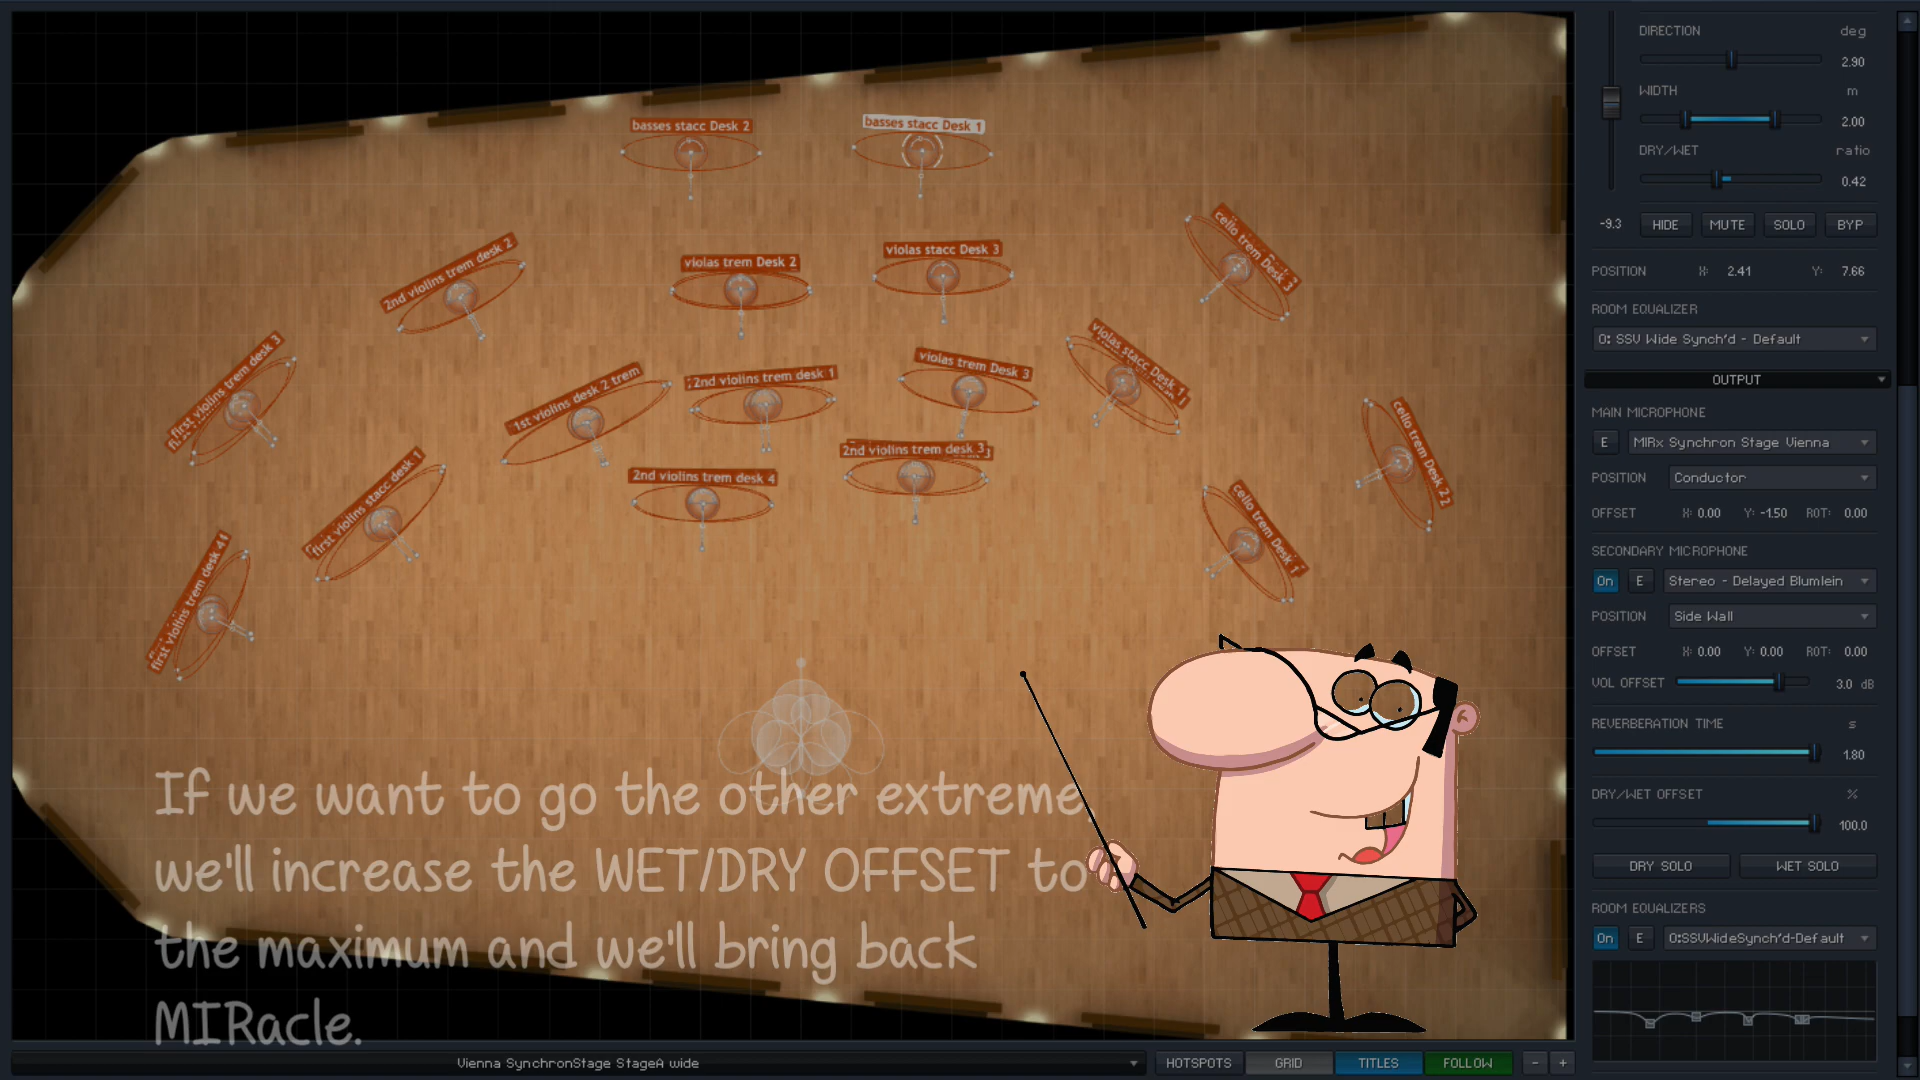 DIRECTION deg
2.90
WIDTH m
2.00
DRY/WET ratio
0.42
-9.3 HIDE MUTE SOLO BYP
POSITION X: 2.41 Y: 7.66
ROOM EQUALIZER
0: SSV Wide Synch'd - Default
OUTPUT
MAIN MICROPHONE
E MIRx Synchron Stage Vienna
POSITION Conductor
OFFSET X: 0.00 Y: -1.50 ROT: 0.00
SECONDARY MICROPHONE
On E Stereo - Delayed Blumlein
POSITION Side Wall
OFFSET X: 0.00 Y: 0.00 ROT: 0.00
VOL OFFSET 3.0 dB
REVERBERATION TIME s
1.80
DRY/WET OFFSET %
100.0
DRY SOLO WET SOLO
ROOM EQUALIZERS
On E 0:SSVWideSynch'd-Default
basses stacc Desk 2
basses stacc Desk 1
2nd violins trem desk 2
violas trem Desk 2
violas stacc Desk 3
cello trem Desk 3
first violins trem desk 3
1st violins desk 2 trem
2nd violins trem desk 1
violas trem Desk 3
violas stacc Desk 1
first violins stacc desk 1
2nd violins trem desk 4
2nd violins trem desk 3
cello trem Desk 2
cello trem Desk 1
first violins trem desk 4
If we want to go the other extreme,
we'll increase the WET/DRY OFFSET to
the maximum and we'll bring back
MIRacle.
Vienna SynchronStage StageA wide
HOTSPOTS GRID TITLES FOLLOW - +